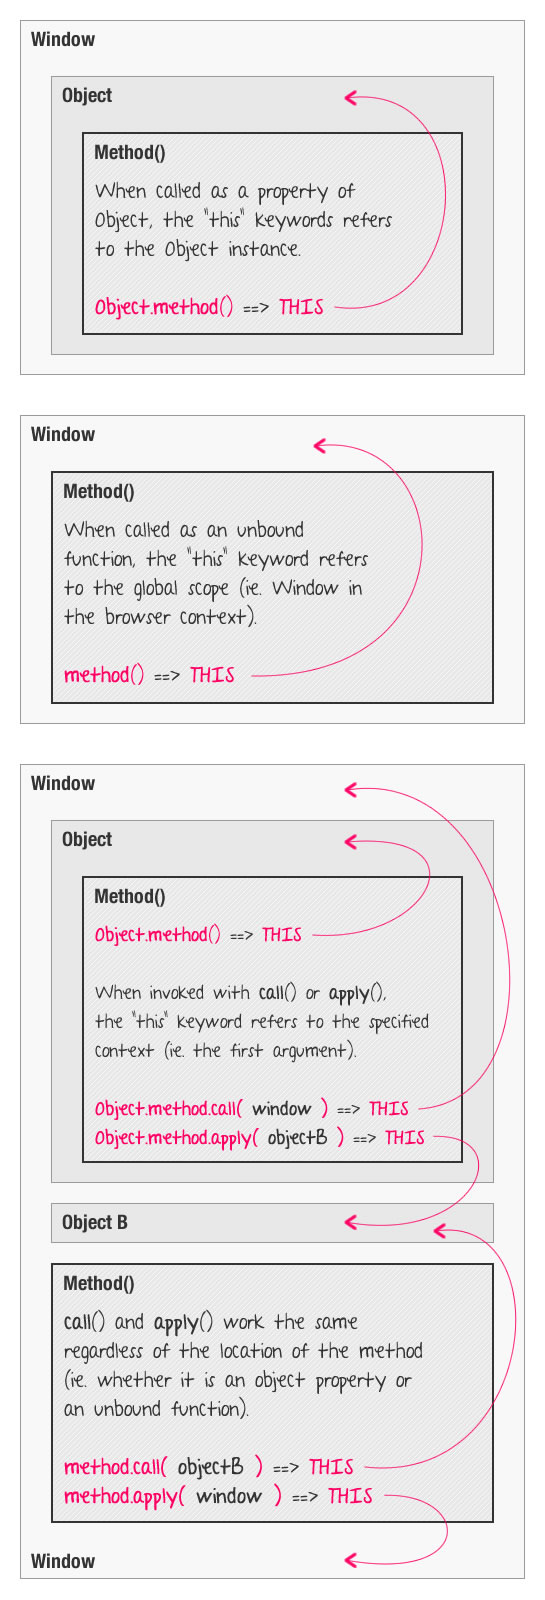 Window
Object
Method()
When called as a property of
Object, the "this" keywords refers
to the Object instance.
Object.method() ==> THIS
Window
Method()
When called as an unbound
function, the "this" keyword refers
to the global scope (ie. Window in
the browser context).
method() ==> THIS
Window
Object
Method()
Object.method() ==> THIS
When invoked with call() or apply(),
the "this" keyword refers to the specified
context (ie. the first argument).
Object.method.call( window ) ==> THIS
Object.method.apply( objectB ) ==> THIS
Object B
Method()
call() and apply() work the same
regardless of the location of the method
(ie. whether it is an object property or
an unbound function).
method.call( objectB ) ==> THIS
method.apply( window ) ==> THIS
Window